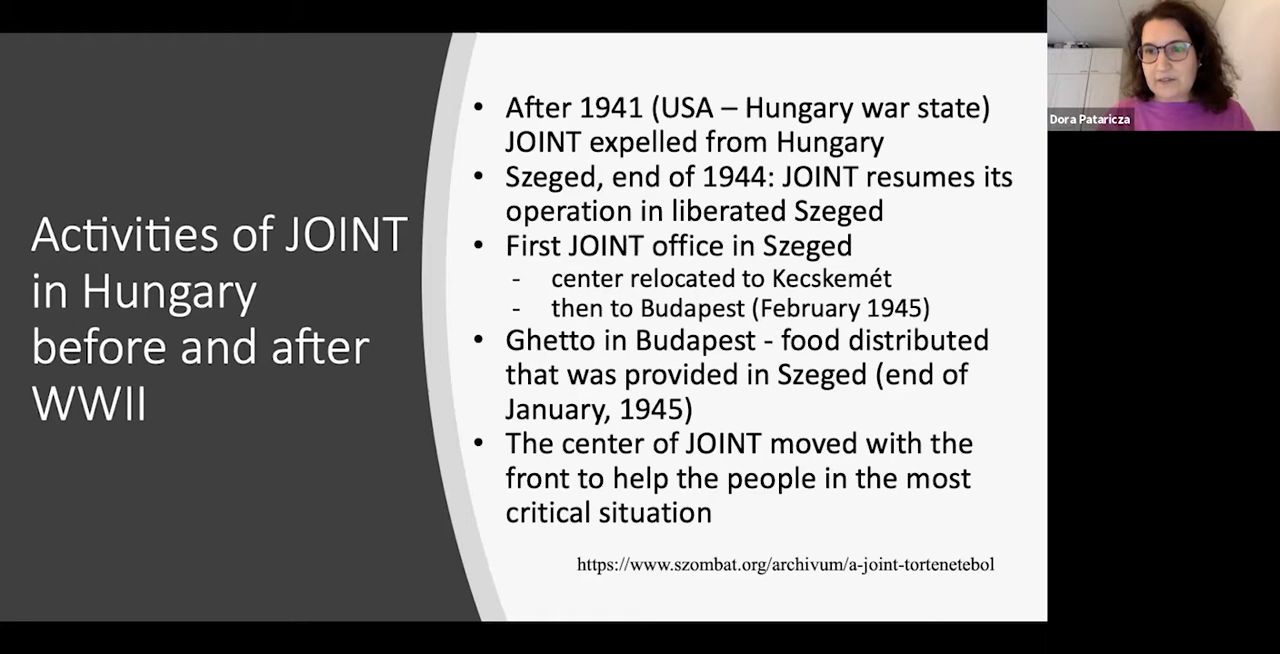 Activities of JOINT
in Hungary
before and after
WWII
• After 1941 (USA – Hungary war state)
JOINT expelled from Hungary
• Szeged, end of 1944: JOINT resumes its
operation in liberated Szeged
• First JOINT office in Szeged
- center relocated to Kecskemét
- then to Budapest (February 1945)
• Ghetto in Budapest - food distributed
that was provided in Szeged (end of
January, 1945)
• The center of JOINT moved with the
front to help the people in the most
critical situation
https://www.szombat.org/archivum/a-joint-tortenetebol
Dora Pataricza